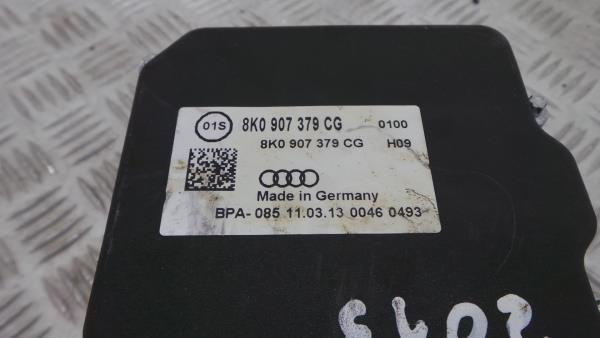 01S 8K0 907 379 CG 0100
8K0 907 379 CG H09
Made in Germany
BPA- 085 11.03.13 0046 0493